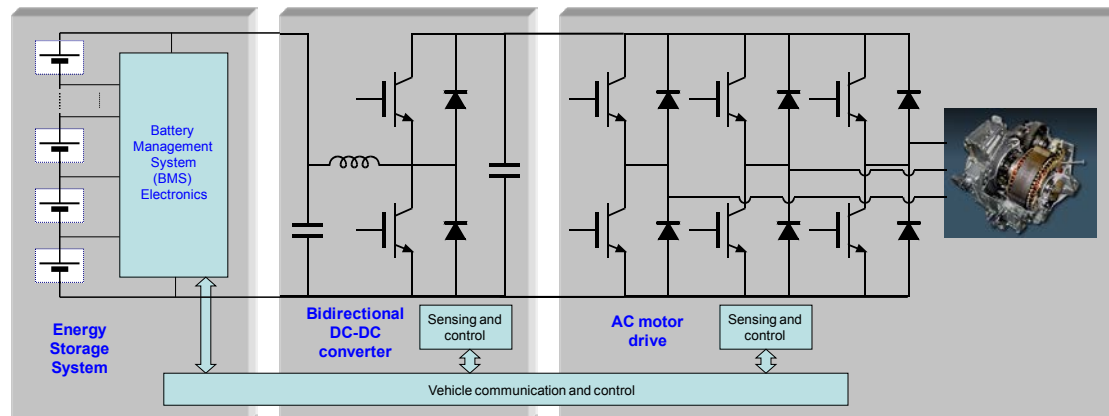 Battery
Management
System
(BMS)
Electronics
Energy
Storage
System
Bidirectional
DC-DC
converter
Sensing and
control
AC motor
drive
Sensing and
control
Vehicle communication and control